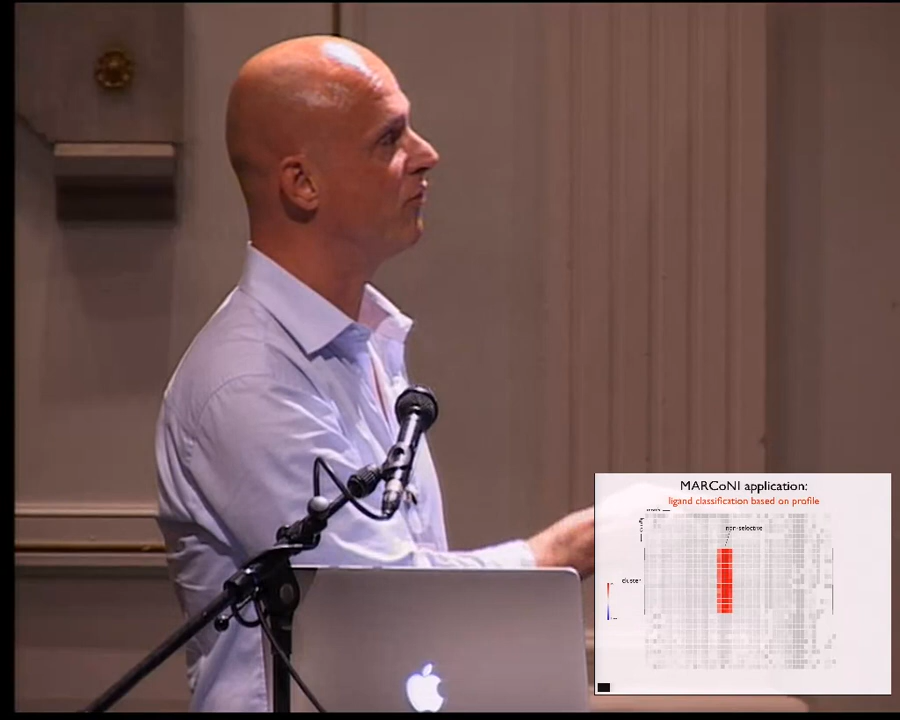 MARCoNI application:
ligand classification based on profile
non-selective
cluster